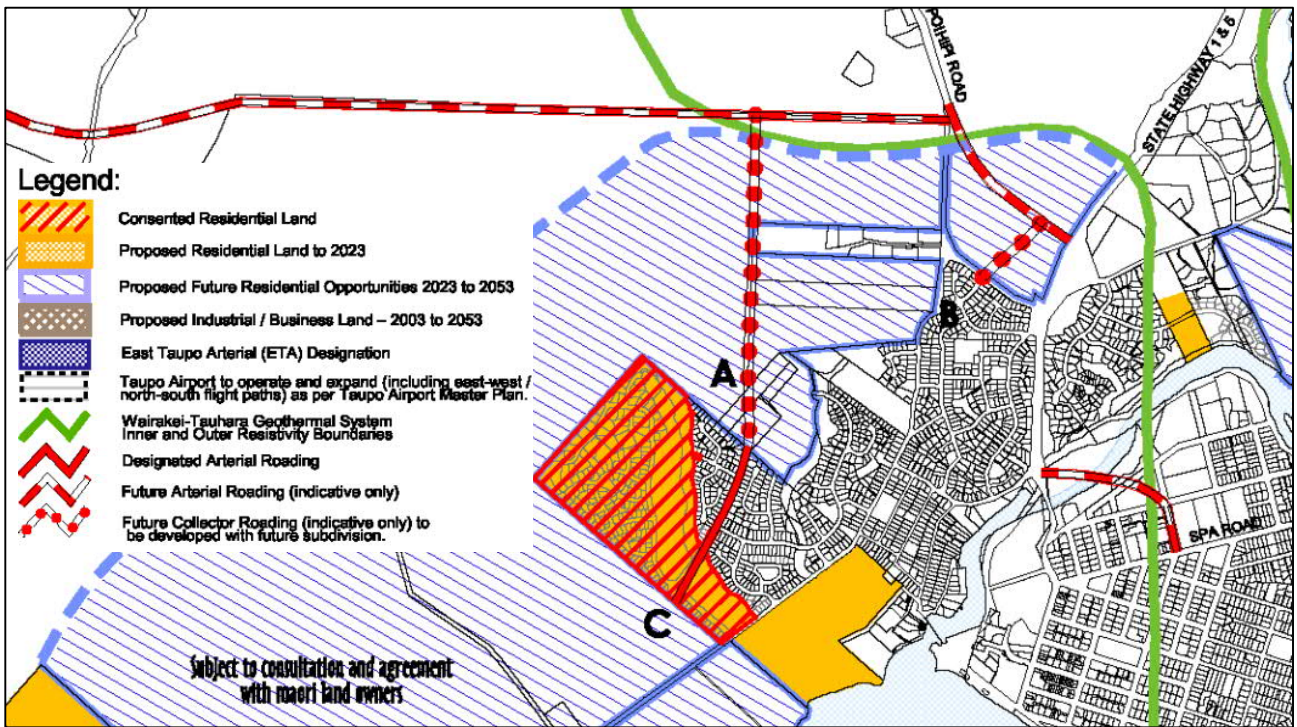 POIHIPI ROAD
STATE HIGHWAY 1 & 5
Legend:
Consented Residential Land
Proposed Residential Land to 2023
Proposed Future Residential Opportunities 2023 to 2053
Proposed Industrial / Business Land – 2003 to 2053
East Taupo Arterial (ETA) Designation
Taupo Airport to operate and expand (including east-west /
north-south flight paths) as per Taupo Airport Master Plan.
Wairakei-Tauhara Geothermal System
Inner and Outer Resistivity Boundaries
Designated Arterial Roading
Future Arterial Roading (indicative only)
Future Collector Roading (indicative only) to
be developed with future subdivision.
B
A
SPA ROAD
C
Subject to consultation and agreement
with maori land owners